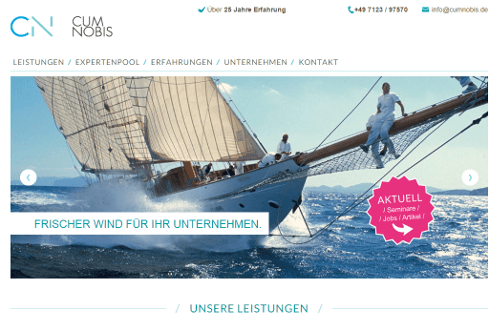 CN CUM
NOBIS
Über 25 Jahre Erfahrung
+49 7123 / 97570
info@cumnobis.de
LEISTUNGEN / EXPERTENPOOL / ERFAHRUNGEN / UNTERNEHMEN / KONTAKT
AKTUELL
/ Seminare /
/ Jobs / Artikel /
FRISCHER WIND FÜR IHR UNTERNEHMEN.
/ UNSERE LEISTUNGEN /